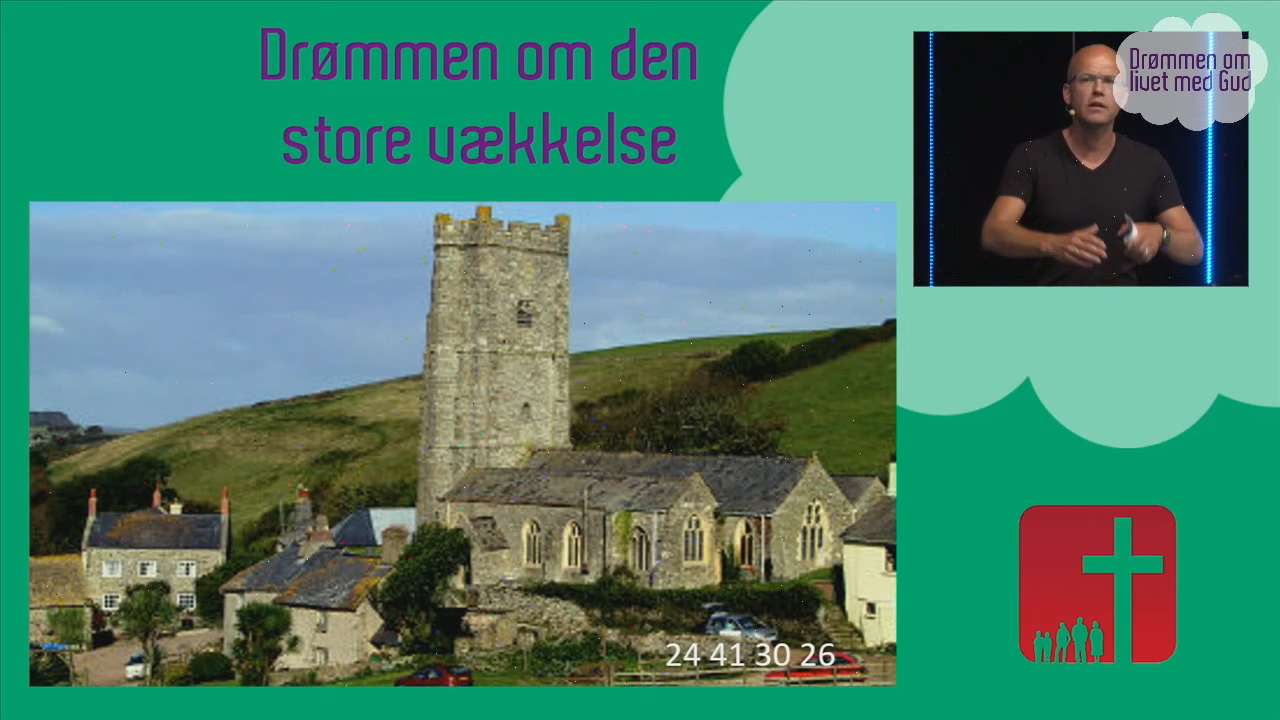 Drømmen om den
store vækkelse
Drømmen om
livet med Gud
24 41 30 26